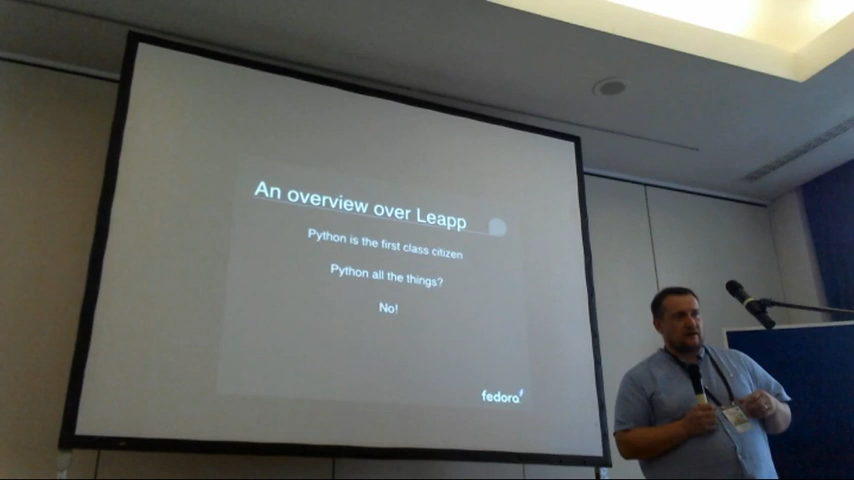 An overview over Leapp
Python is the first class citizen
Python all the things?
No!
fedora